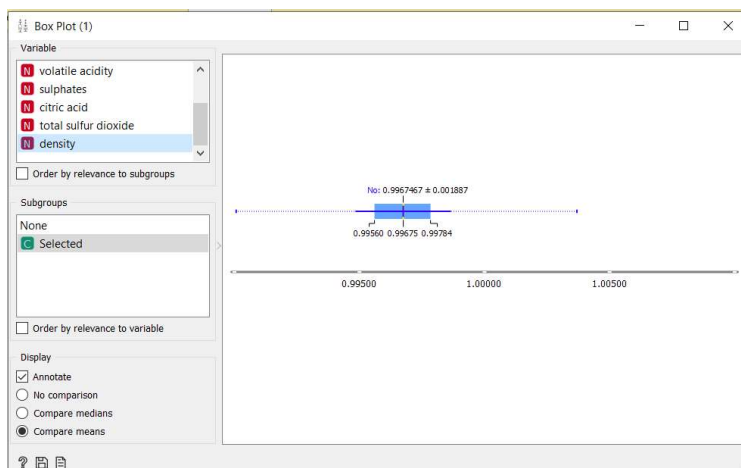 Box Plot (1)
Variable
N volatile acidity
N sulphates
N citric acid
N total sulfur dioxide
N density
Order by relevance to subgroups
Subgroups
None
C Selected
Order by relevance to variable
Display
Annotate
No comparison
Compare medians
Compare means
?
No: 0.9967467 ± 0.001887
0.99560 0.99675 0.99784
0.99500 1.00000 1.00500